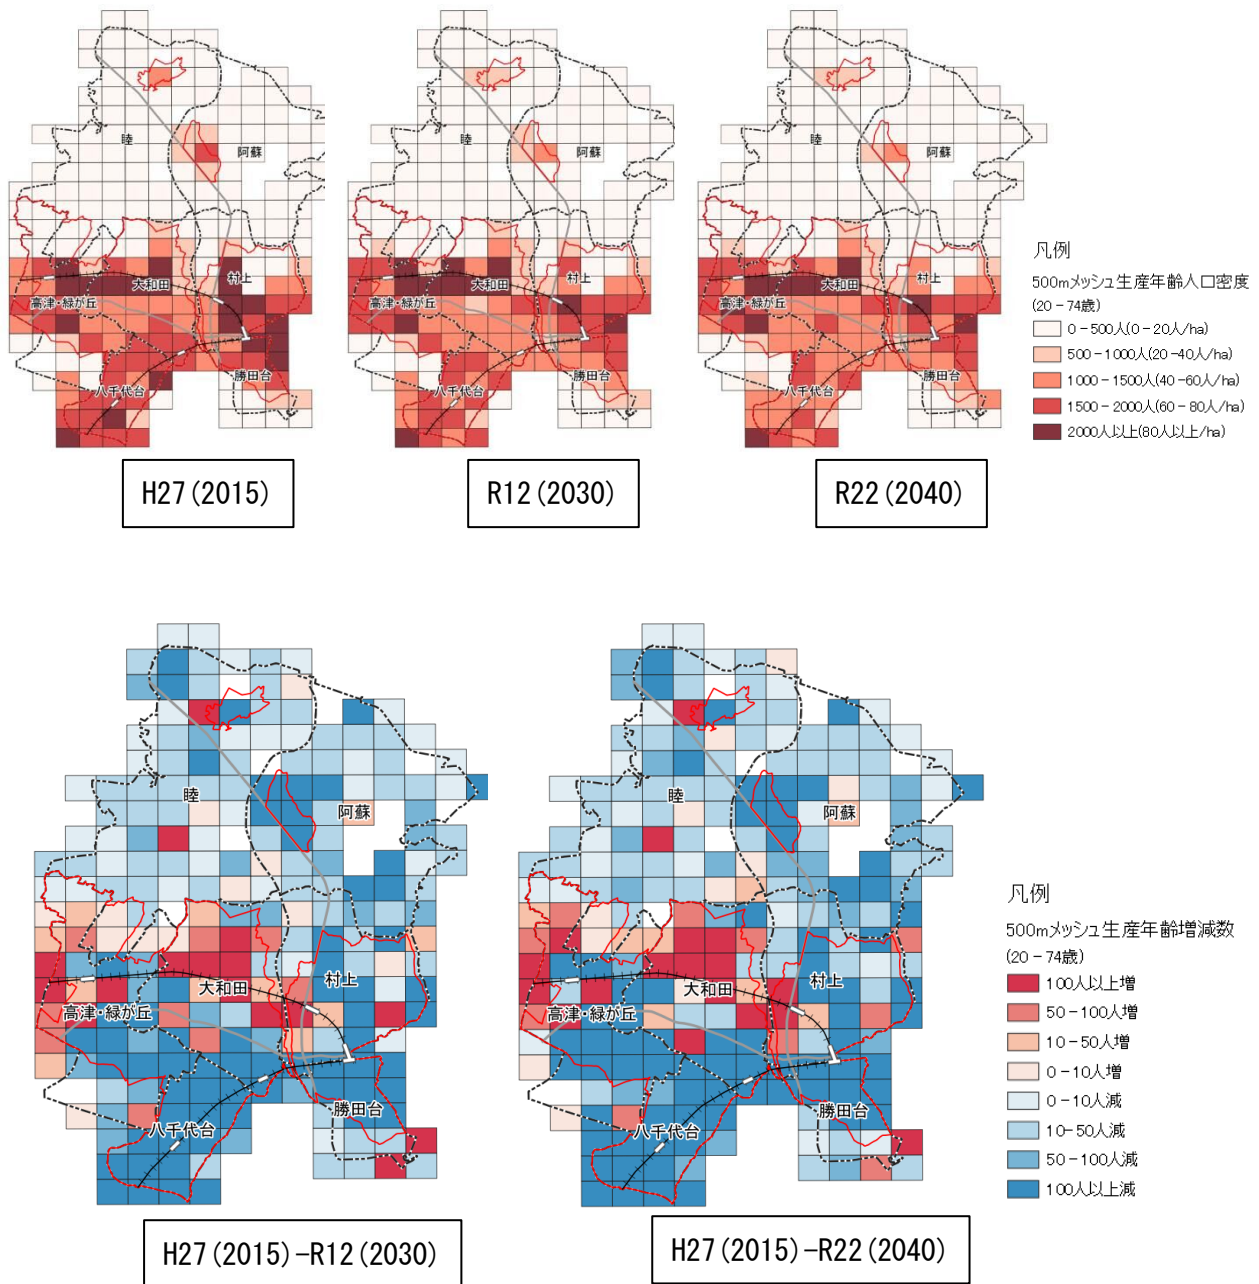 睦
阿蘇
大和田
村上
高津・緑が丘
八千代台
勝田台
睦
阿蘇
大和田
村上
高津・緑が丘
八千代台
勝田台
睦
阿蘇
大和田
村上
高津・緑が丘
八千代台
勝田台
凡例
500mメッシュ生産年齢人口密度
(20-74歳)
0-500人(0-20人/ha)
500-1000人(20-40人/ha)
1000-1500人(40-60人/ha)
1500-2000人(60-80人/ha)
2000人以上(80人以上/ha)
H27(2015)
R12(2030)
R22(2040)
睦
阿蘇
大和田
村上
高津・緑が丘
八千代台
勝田台
睦
阿蘇
大和田
村上
高津・緑が丘
八千代台
勝田台
凡例
500mメッシュ生産年齢増減数
(20-74歳)
100人以上増
50-100人増
10-50人増
0-10人増
0-10人減
10-50人減
50-100人減
100人以上減
H27(2015)-R12(2030)
H27(2015)-R22(2040)